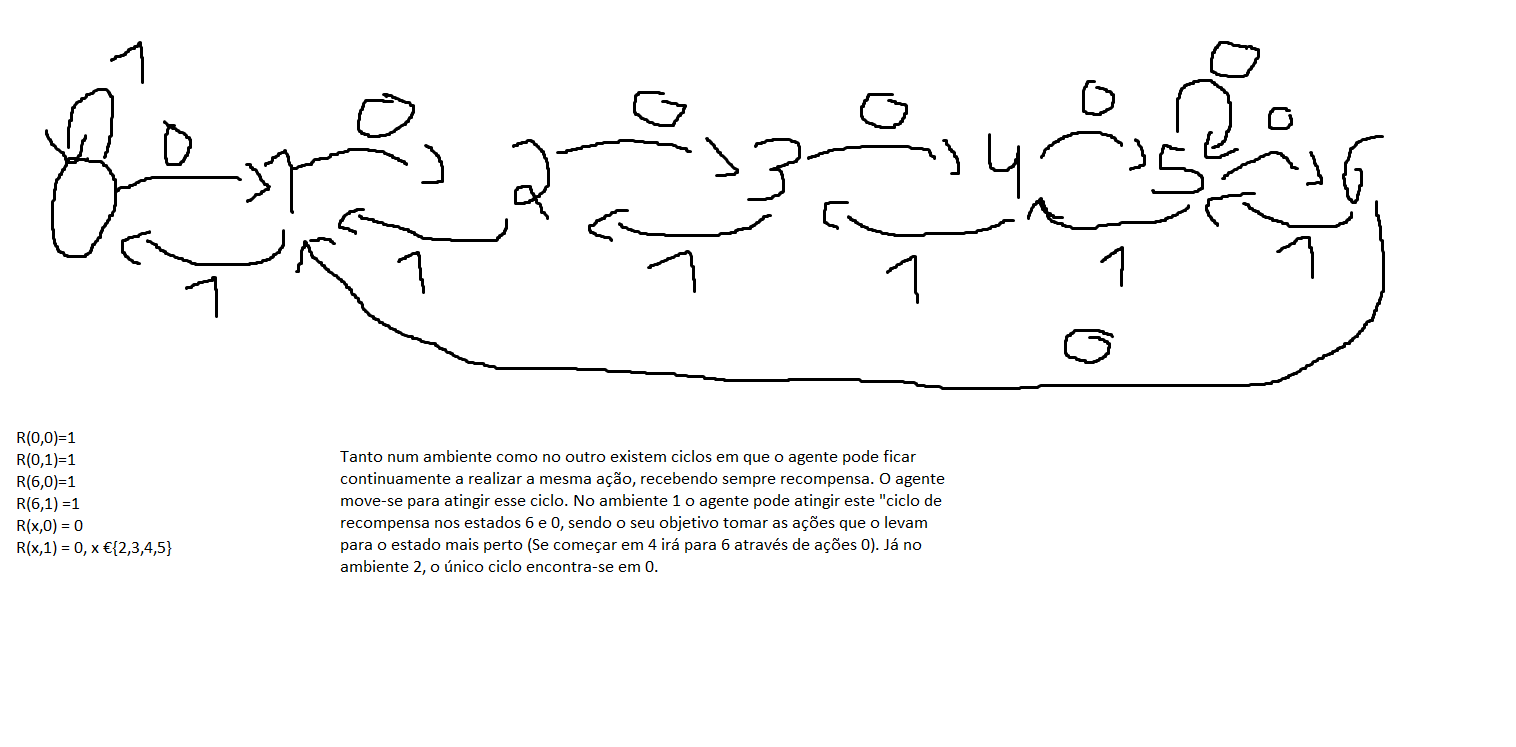 1
0 0 0 0 0 0 0
0 1 2 3 4 5 6
1 1 1 1 1 1
0
R(0,0)=1
R(0,1)=1
R(6,0)=1
R(6,1) =1
R(x,0) = 0
R(x,1) = 0, x €{2,3,4,5}
Tanto num ambiente como no outro existem ciclos em que o agente pode ficar
continuamente a realizar a mesma ação, recebendo sempre recompensa. O agente
move-se para atingir esse ciclo. No ambiente 1 o agente pode atingir este "ciclo de
recompensa nos estados 6 e 0, sendo o seu objetivo tomar as ações que o levam
para o estado mais perto (Se começar em 4 irá para 6 através de ações 0). Já no
ambiente 2, o único ciclo encontra-se em 0.